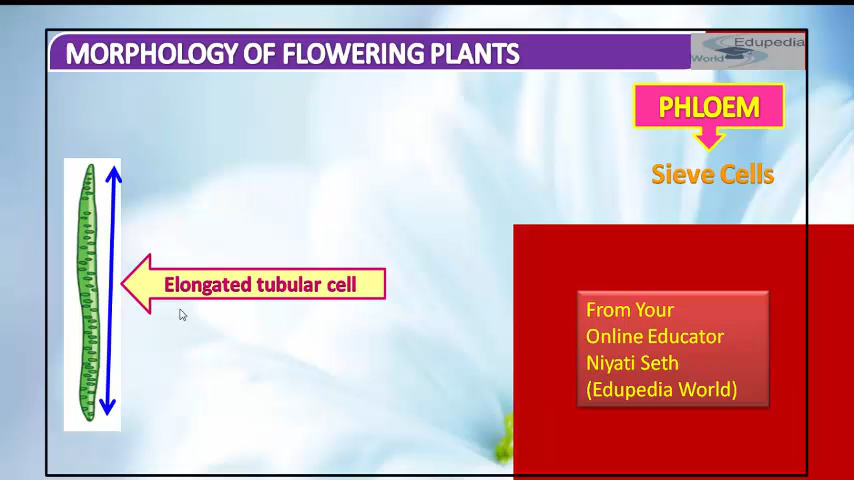 MORPHOLOGY OF FLOWERING PLANTS
Edupedia
World
PHLOEM
Sieve Cells
Elongated tubular cell
From Your
Online Educator
Niyati Seth
(Edupedia World)